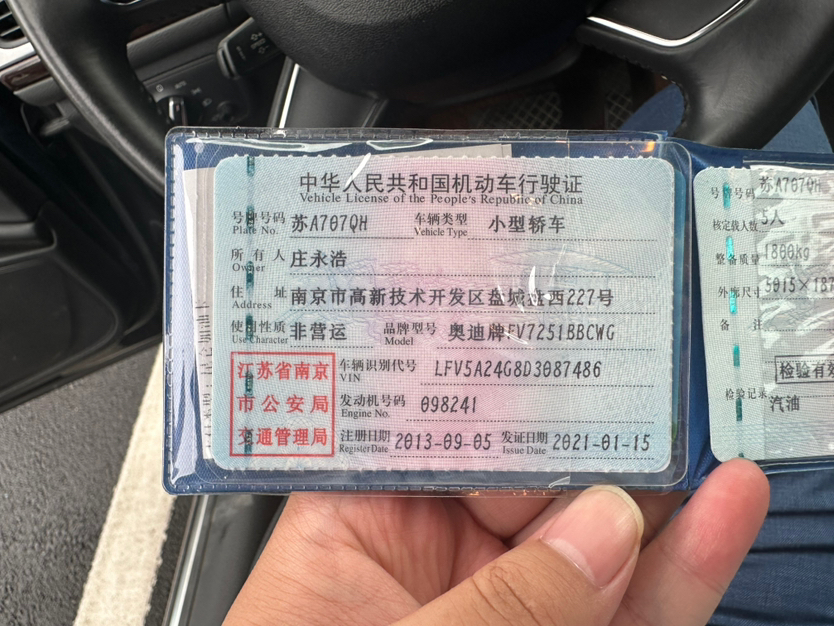 中华人民共和国机动车行驶证
Vehicle License of the People's Republic of China
号牌号码 苏A707QH 车辆类型 小型轿车
Plate No. Vehicle Type
所有人 庄永浩
Owner
住址 南京市高新技术开发区盘城 西227号
Address
使用性质 非营运 品牌型号 奥迪牌FV7251BBCWG
Use Character Model
江苏省南京
市公安局
交通管理局
车辆识别代号 LFV5A24G8D3087486
VIN
发动机号码 098241
Engine No.
注册日期 2013-09-05 发证日期 2021-01-15
Register Date Issue Date
号牌号码 苏A707QH
核定载人数 5人
整备质量 1800kg
外廓尺寸 5015×187
备注
检验有效
检验记录
汽油